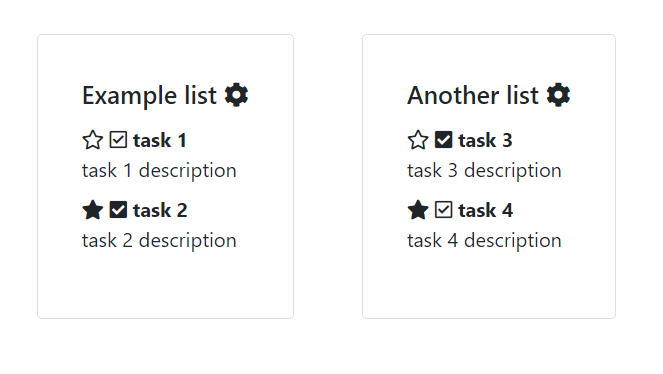 Example list
task 1
task 1 description
task 2
task 2 description
Another list
task 3
task 3 description
task 4
task 4 description